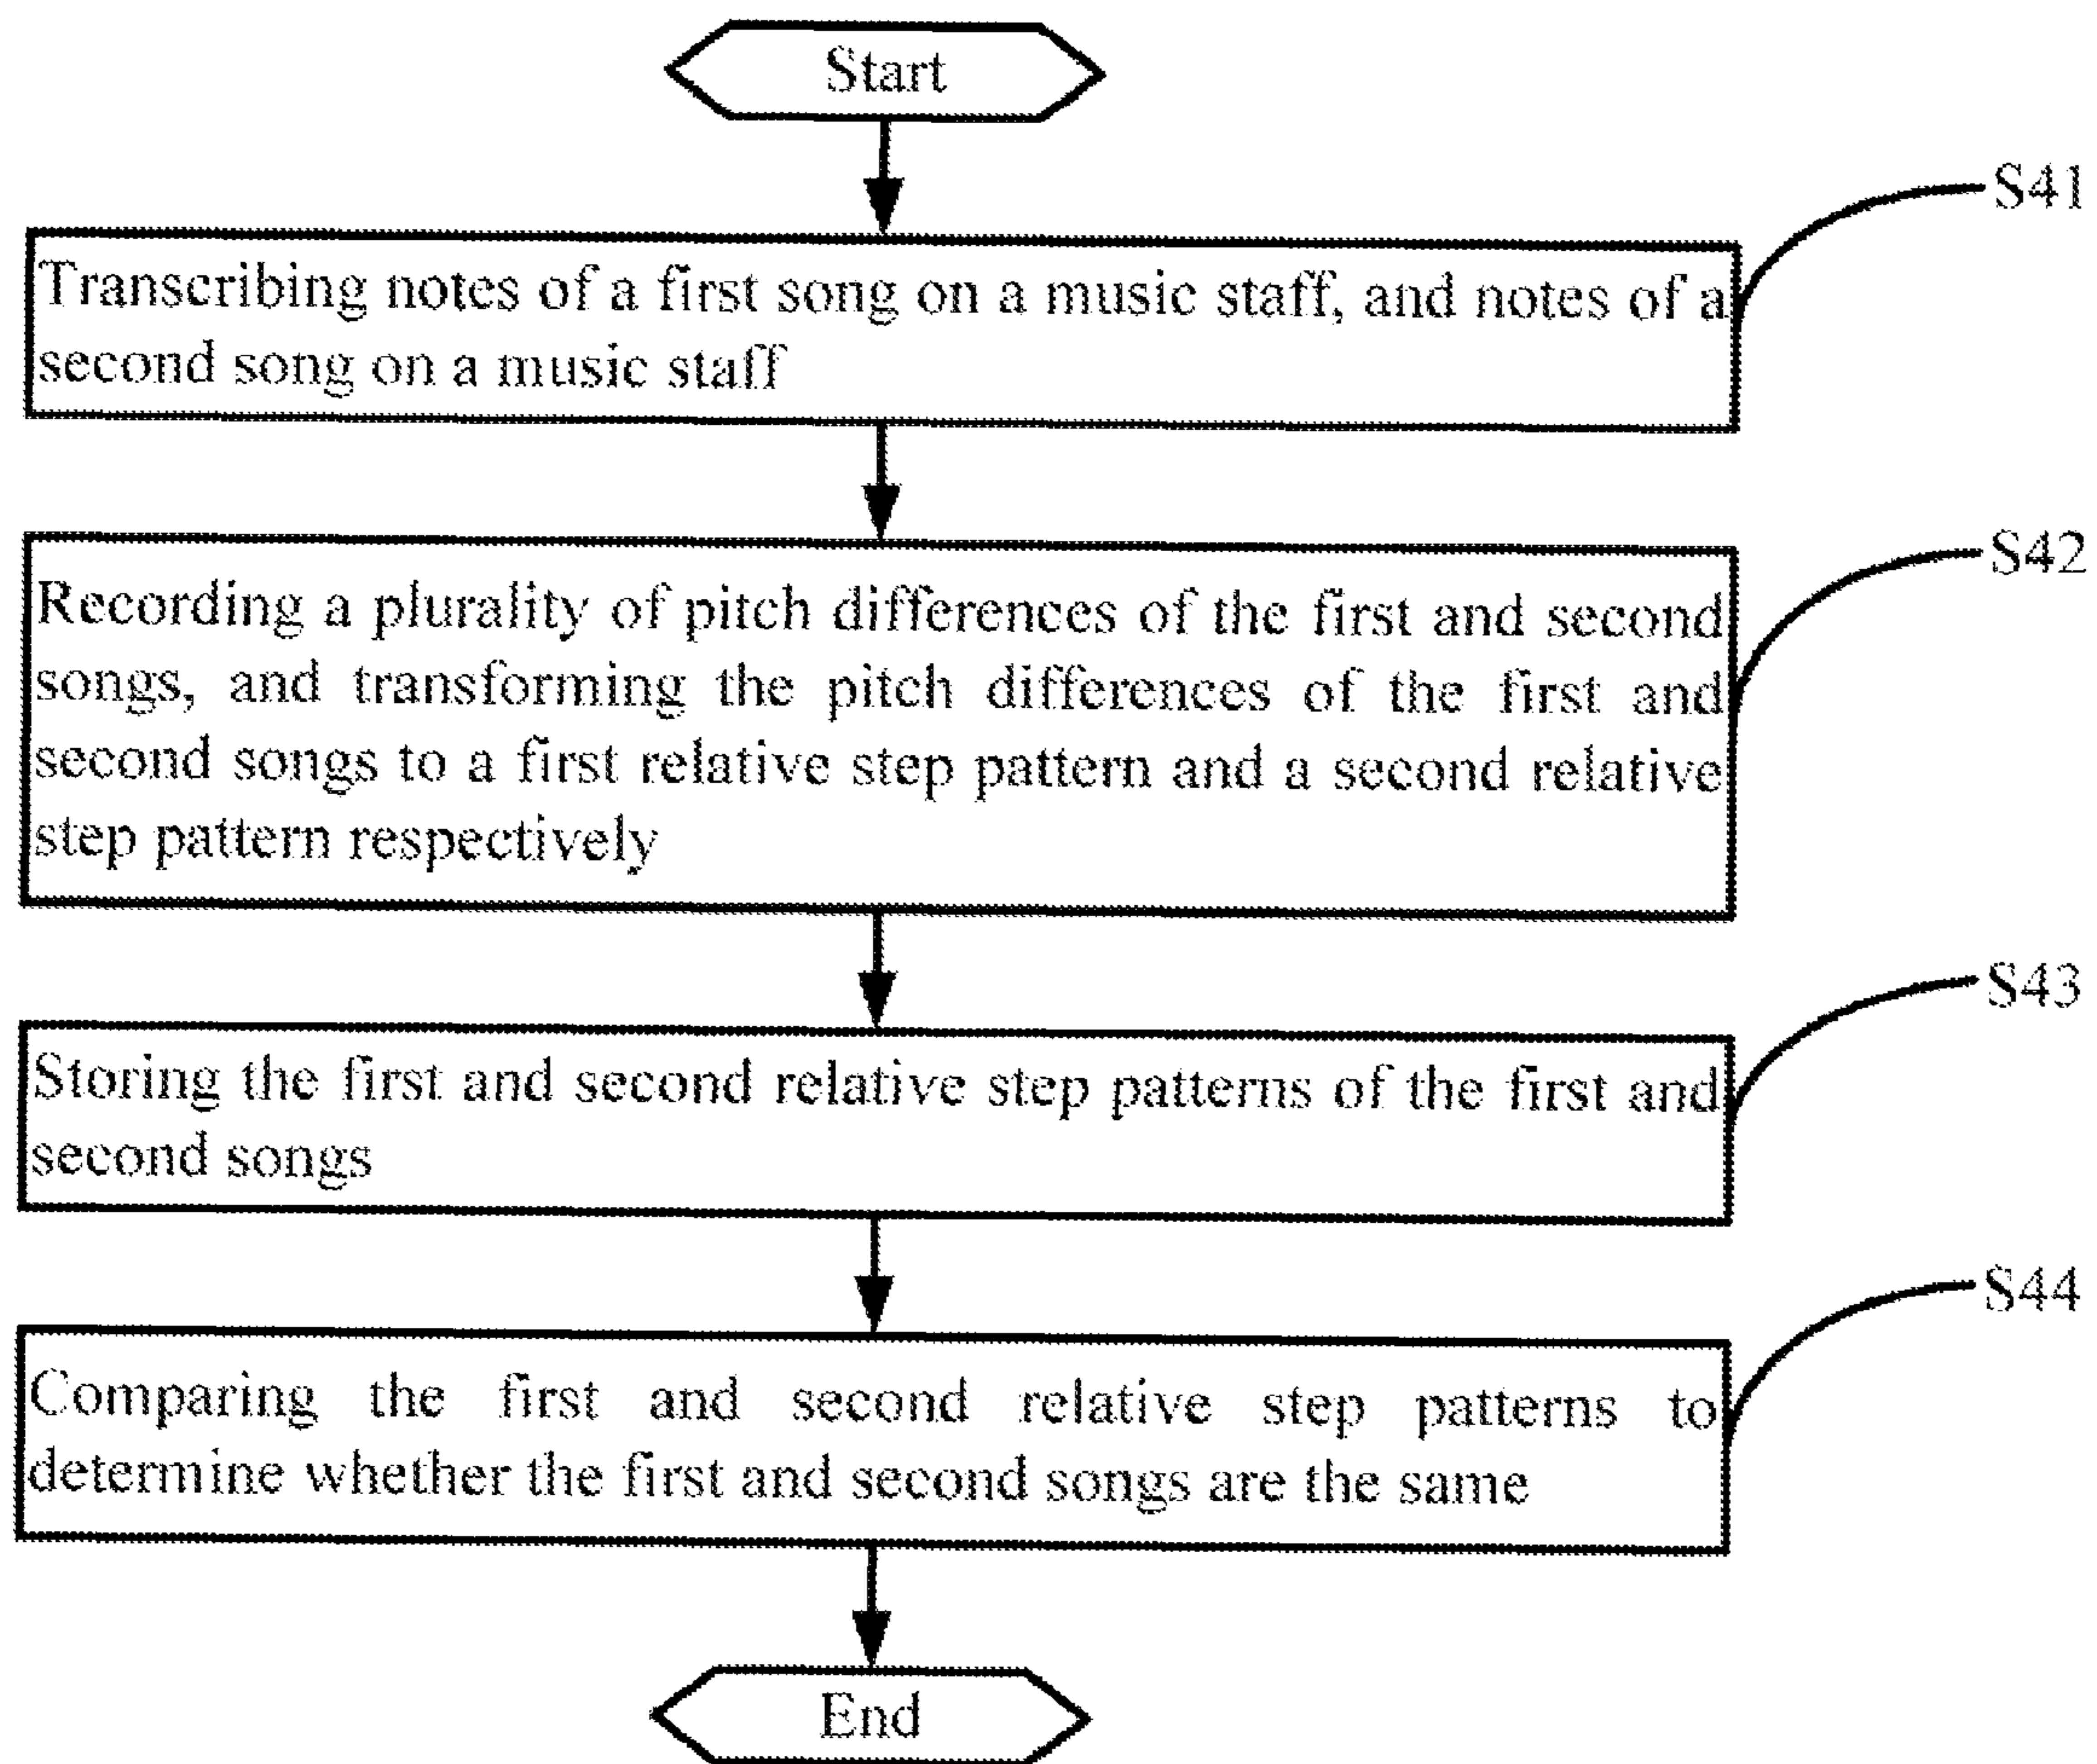 Start
S41
Transcribing notes of a first song on a music staff, and notes of a
second song on a music staff
S42
Recording a plurality of pitch differences of the first and second
songs, and transforming the pitch differences of the first and
second songs to a first relative step pattern and a second relative
step pattern respectively
S43
Storing the first and second relative step patterns of the first and
second songs
S44
Comparing the first and second relative step patterns to
determine whether the first and second songs are the same
End